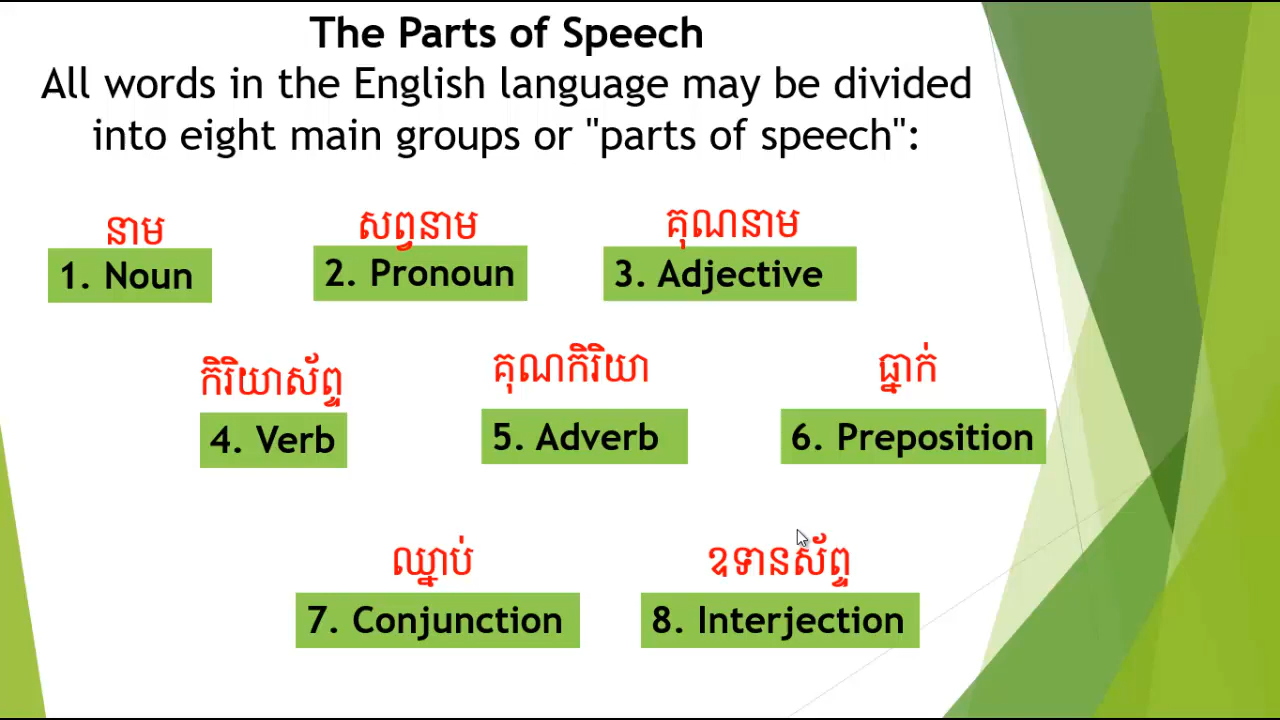 The Parts of Speech
All words in the English language may be divided
into eight main groups or "parts of speech":
នាម
1. Noun
សព្វនាម
2. Pronoun
គុណនាម
3. Adjective
កិរិយាស័ព្ទ
4. Verb
គុណកិរិយា
5. Adverb
ធ្នាក់
6. Preposition
ឈ្នាប់
7. Conjunction
ឧទានស័ព្ទ
8. Interjection